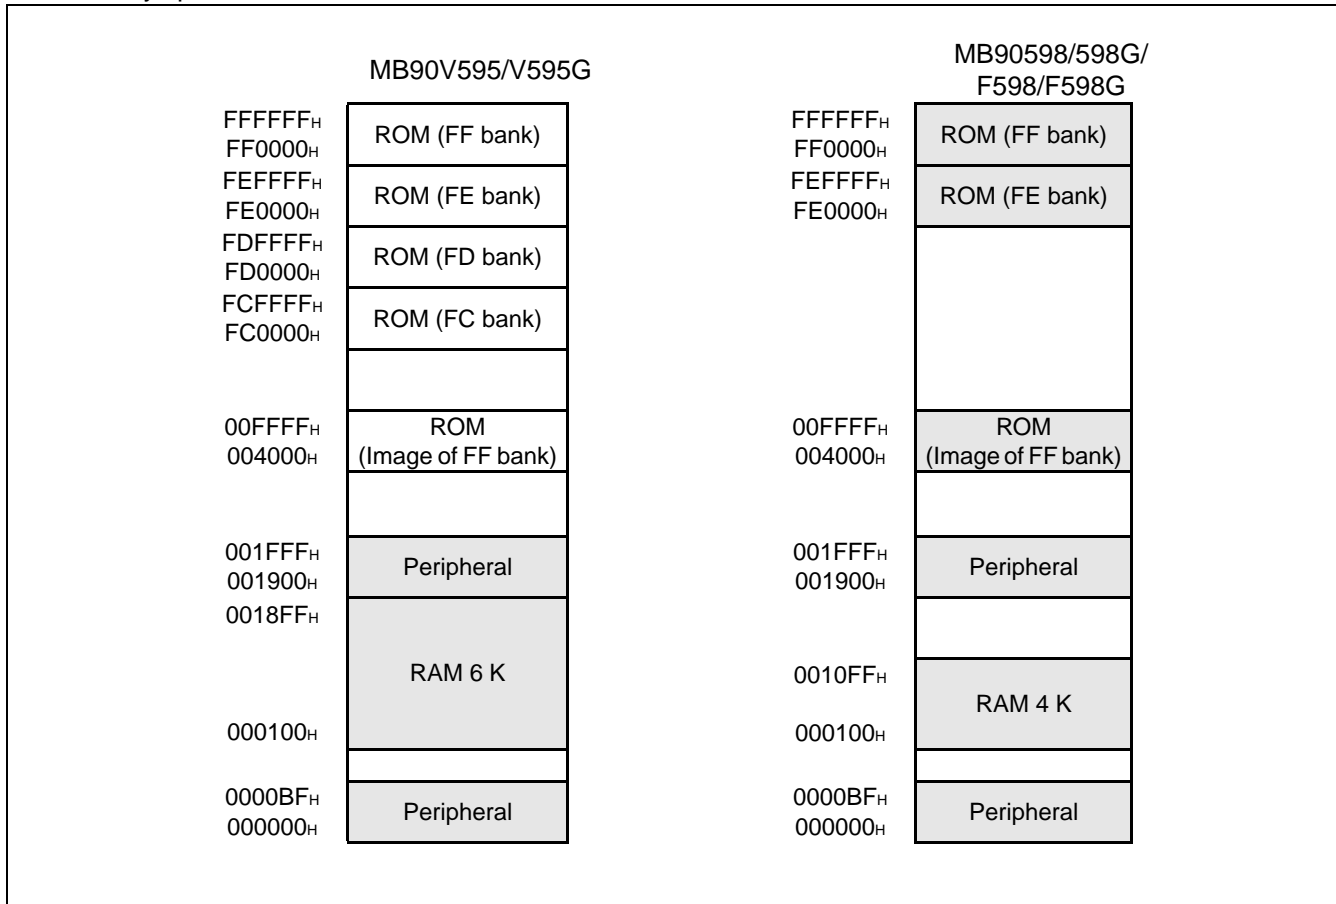 MB90V595/V595G
FFFFFFH
FF0000H
ROM (FF bank)
FEFFFFH
FE0000H
ROM (FE bank)
FDFFFFH
FD0000H
ROM (FD bank)
FCFFFFH
FC0000H
ROM (FC bank)
00FFFFH
004000H
ROM
(Image of FF bank)
001FFFH
001900H
Peripheral
0018FFH
RAM 6 K
000100H
0000BFH
000000H
Peripheral
MB90598/598G/
F598/F598G
FFFFFFH
FF0000H
ROM (FF bank)
FEFFFFH
FE0000H
ROM (FE bank)
00FFFFH
004000H
ROM
(Image of FF bank)
001FFFH
001900H
Peripheral
0010FFH
RAM 4 K
000100H
0000BFH
000000H
Peripheral